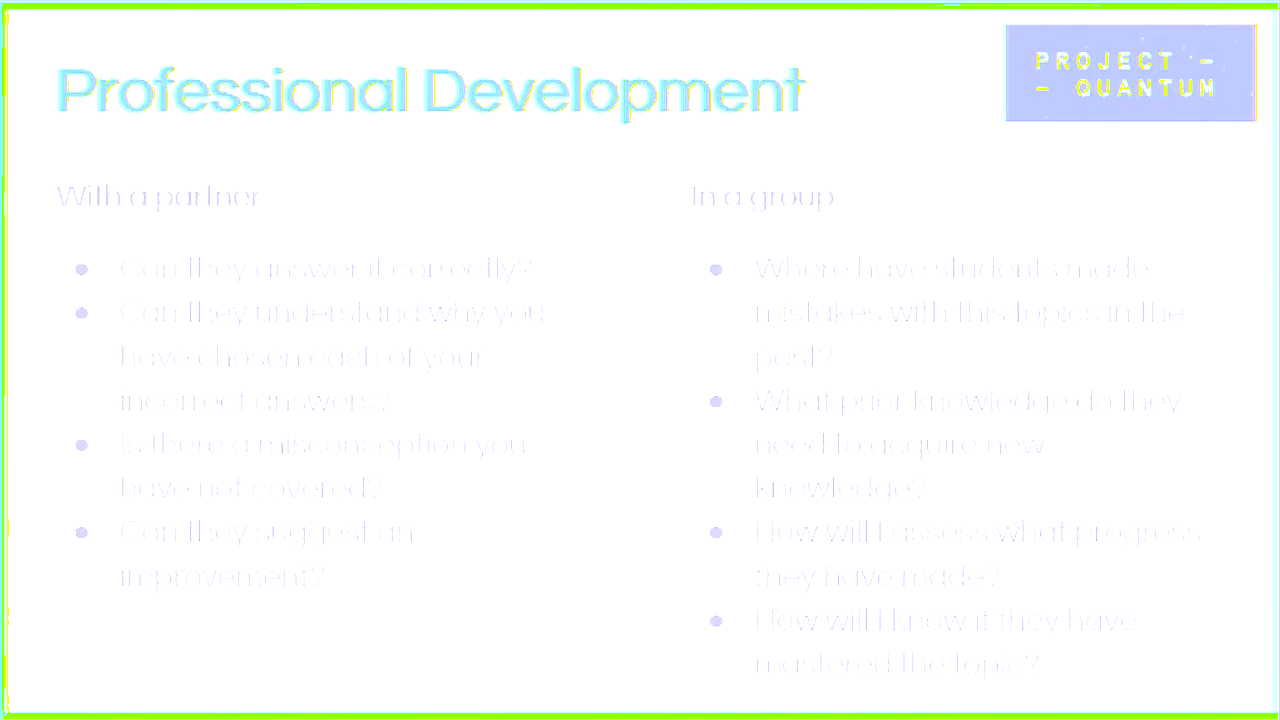 Professional Development
PROJECT -
- QUANTUM
With a partner
● Can they answer it correctly?
● Can they understand why you
have chosen each of your
incorrect answers?
● Is there a misconception you
have not covered?
● Can they suggest an
improvement?
In a group
● Where have students made
mistakes with this topics in the
past?
● What prior knowledge do they
need to acquire new
knowledge?
● How will I assess what progress
they have made?
● How will I know if they have
mastered the topic?